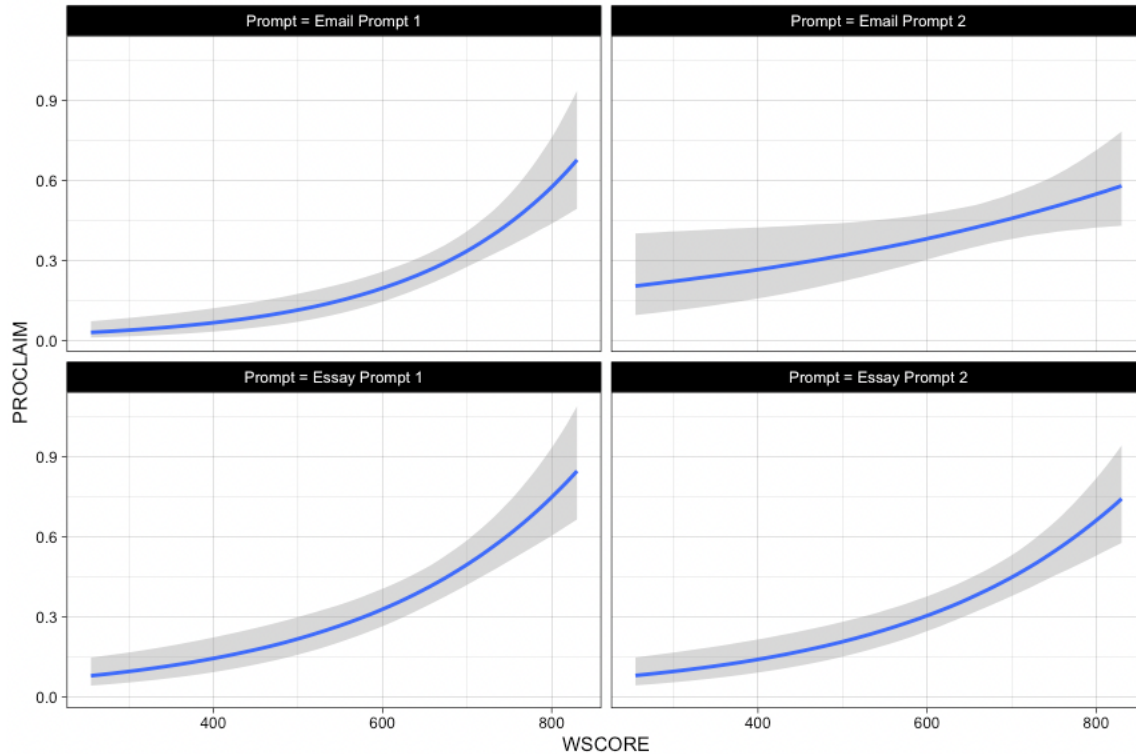 Prompt = Email Prompt 1
Prompt = Email Prompt 2
0.9
0.6
0.3
0.0
PROCLAIM
Prompt = Essay Prompt 1
Prompt = Essay Prompt 2
0.9
0.6
0.3
0.0
400 600 800
400 600 800
WSCORE